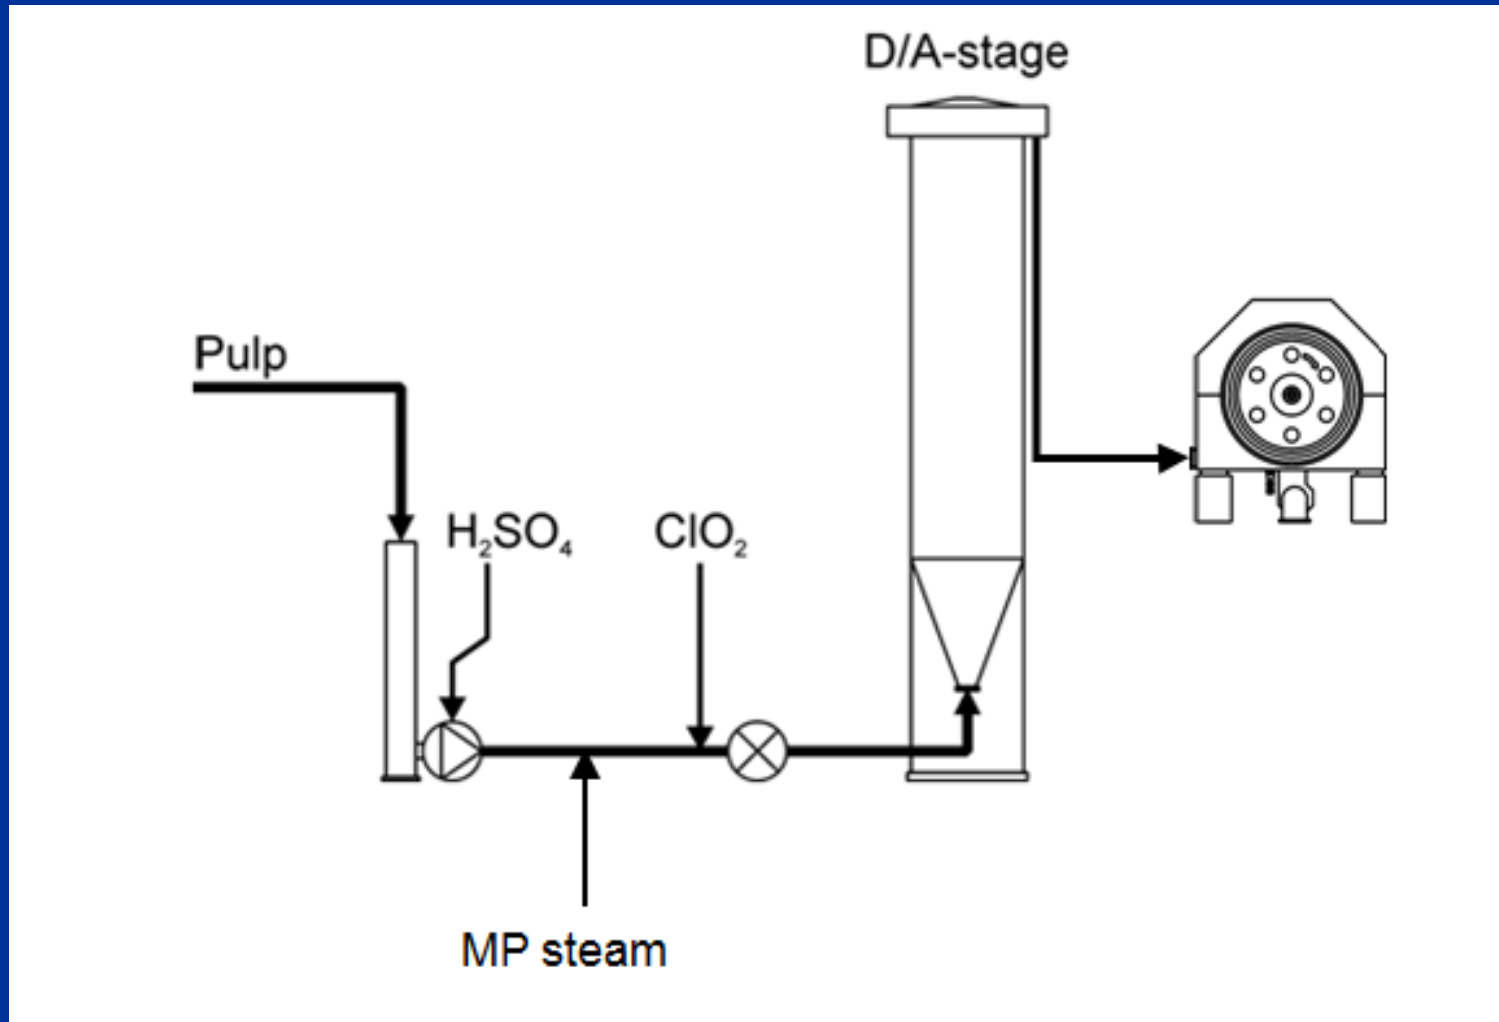 D/A-stage
Pulp
H₂SO₄
ClO₂
MP steam